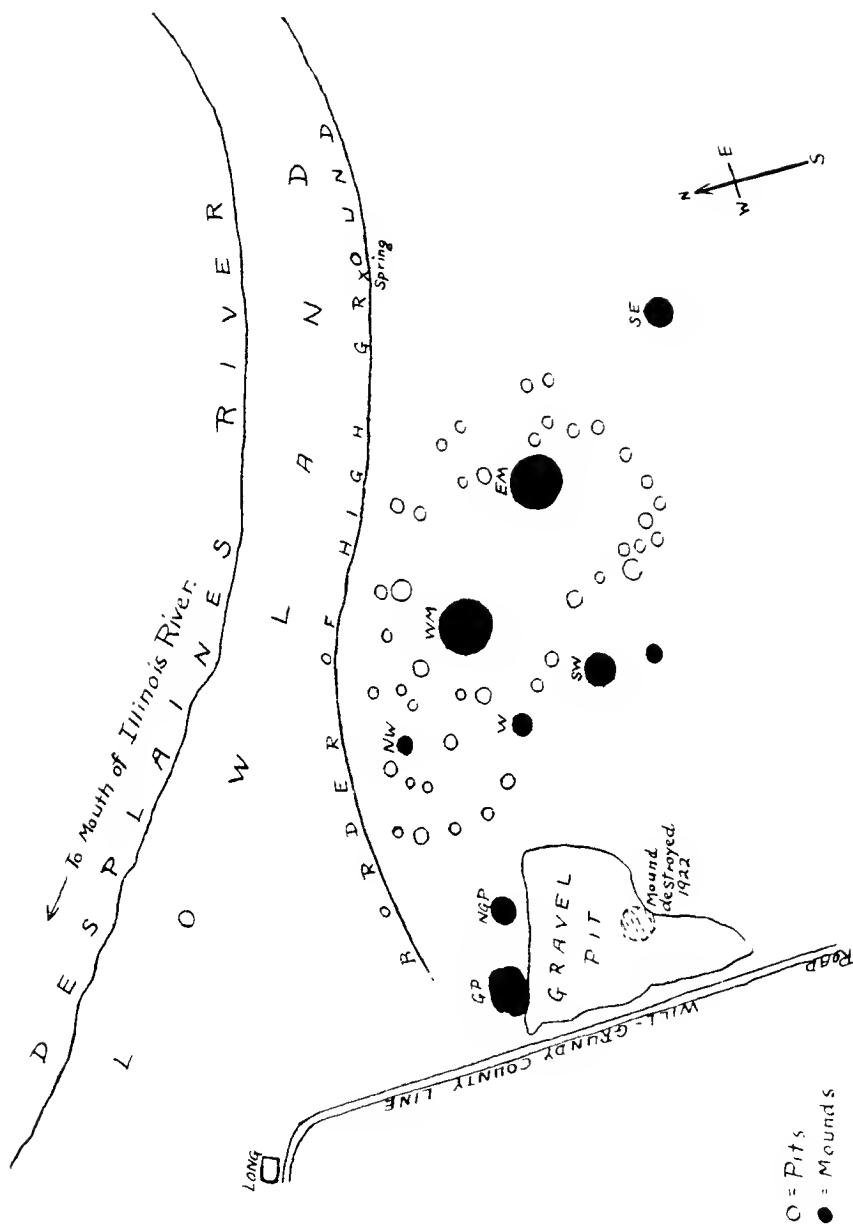 DESPLAINES RIVER
← To Mouth of Illinois River.
LOWLAND
BORDER OF HIGH GROUND
X
Spring
N
W E
S
NW
WM
EM
SE
W
SW
NGP
GP
GRAVEL
PIT
Mound
destroyed
1922
LONG
WILL-GRUNDY COUNTY LINE ROAD
O = Pits
● = Mounds